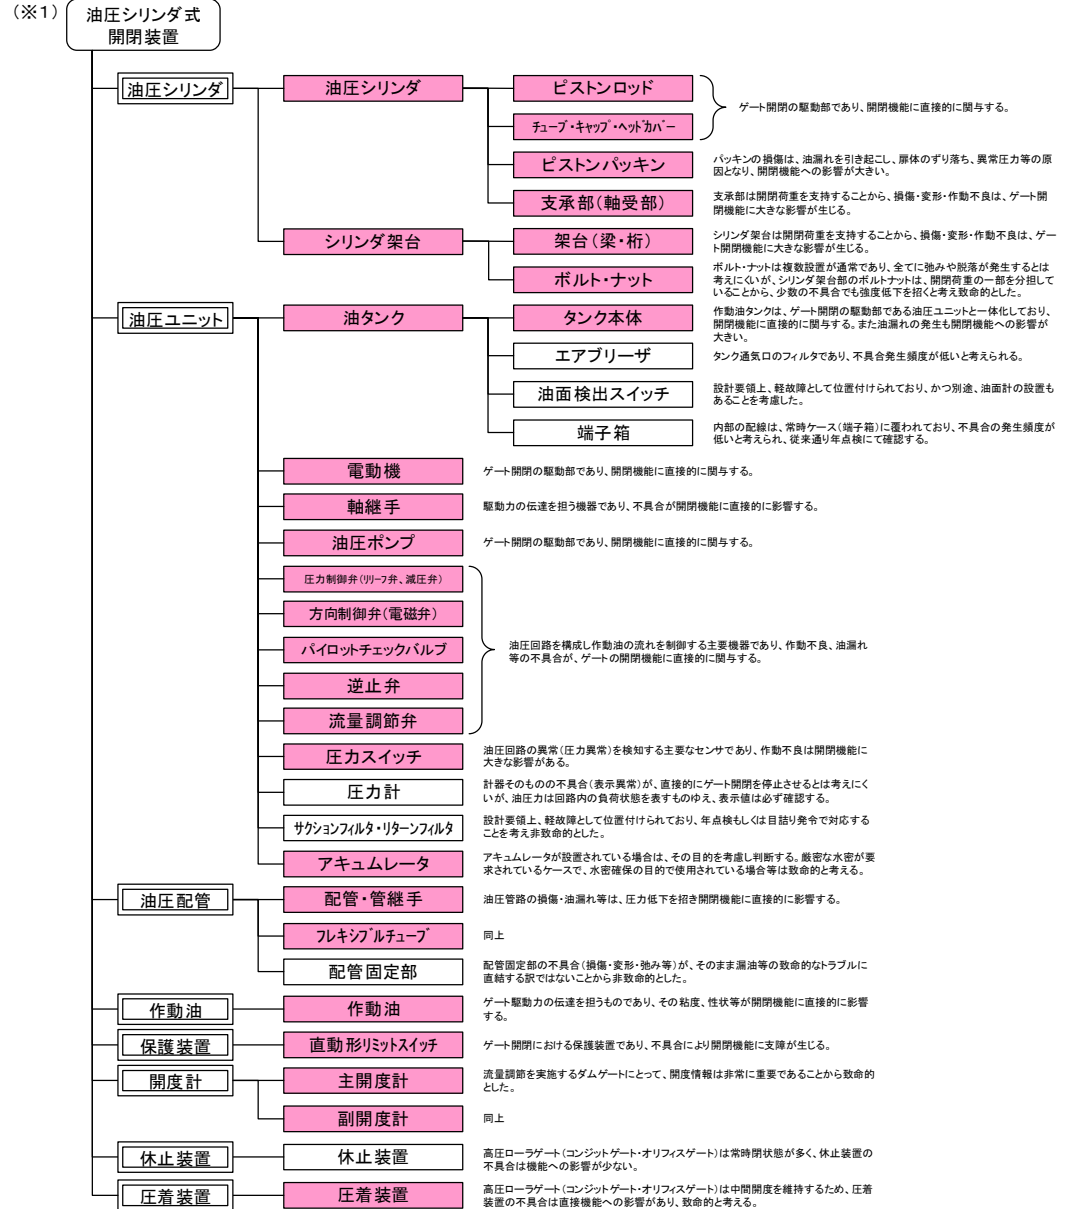 (※1)
油圧シリンダ式
開閉装置
油圧シリンダ
油圧シリンダ
ピストンロッド
ゲート開閉の駆動部であり、開閉機能に直接的に関与する。
チューブ・キャップ・ヘッドカバー
ピストンパッキン
パッキンの損傷は、油漏れを引き起こし、扉体のずり落ち、異常圧力等の原
因となり、開閉機能への影響が大きい。
支承部(軸受部)
支承部は開閉荷重を支持することから、損傷・変形・作動不良は、ゲート開
閉機能に大きな影響が生じる。
シリンダ架台
架台(梁・桁)
シリンダ架台は開閉荷重を支持することから、損傷・変形・作動不良は、ゲー
ト開閉機能に大きな影響が生じる。
ボルト・ナット
ボルト・ナットは複数設置が通常であり、全てに弛みや脱落が発生するとは
考えにくいが、シリンダ架台部のボルトナットは、開閉荷重の一部を分担して
いることから、少数の不具合でも強度低下を招くと考え致命的とした。
油圧ユニット
油タンク
タンク本体
作動油タンクは、ゲート開閉の駆動部である油圧ユニットと一体化しており、
開閉機能に直接的に関与する。また油漏れの発生も開閉機能への影響が
大きい。
エアブリーザ
タンク通気口のフィルタであり、不具合発生頻度が低いと考えられる。
油面検出スイッチ
設計要領上、軽故障として位置付けられており、かつ別途、油面計の設置も
あることを考慮した。
端子箱
内部の配線は、常時ケース(端子箱)に覆われており、不具合の発生頻度が
低いと考えられ、従来通り年点検にて確認する。
電動機
ゲート開閉の駆動部であり、開閉機能に直接的に関与する。
軸継手
駆動力の伝達を担う機器であり、不具合が開閉機能に直接的に影響する。
油圧ポンプ
ゲート開閉の駆動部であり、開閉機能に直接的に関与する。
圧力制御弁(リリーフ弁、減圧弁)
方向制御弁(電磁弁)
パイロットチェックバルブ
油圧回路を構成し作動油の流れを制御する主要機器であり、作動不良、油漏れ
等の不具合が、ゲートの開閉機能に直接的に関与する。
逆止弁
流量調節弁
圧力スイッチ
油圧回路の異常(圧力異常)を検知する主要なセンサであり、作動不良は開閉機能に
大きな影響がある。
圧力計
計器そのものの不具合(表示異常)が、直接的にゲート開閉を停止させるとは考えにく
いが、油圧力は回路内の負荷状態を表すものゆえ、表示値は必ず確認する。
サクションフィルタ・リターンフィルタ
設計要領上、軽故障として位置付けられており、年点検もしくは目詰り発令で対応する
ことを考え非致命的とした。
アキュムレータ
アキュムレータが設置されている場合は、その目的を考慮し判断する。厳密な水密が要
求されているケースで、水密確保の目的で使用されている場合等は致命的と考える。
油圧配管
配管・管継手
油圧管路の損傷・油漏れ等は、圧力低下を招き開閉機能に直接的に影響する。
フレキシブルチューブ
同上
配管固定部
配管固定部の不具合(損傷・変形・弛み等)が、そのまま漏油等の致命的なトラブルに
直結する訳ではないことから非致命的とした。
作動油
作動油
ゲート駆動力の伝達を担うものであり、その粘度、性状等が開閉機能に直接的に影響
する。
保護装置
直動形リミットスイッチ
ゲート開閉における保護装置であり、不具合により開閉機能に支障が生じる。
開度計
主開度計
流量調節を実施するダムゲートにとって、開度情報は非常に重要であることから致命的
とした。
副開度計
同上
休止装置
休止装置
高圧ローラゲート(コンジットゲート・オリフィスゲート)は常時閉状態が多く、休止装置の
不具合は機能への影響が少ない。
圧着装置
圧着装置
高圧ローラゲート(コンジットゲート・オリフィスゲート)は中間開度を維持するため、圧着
装置の不具合は直接機能への影響があり、致命的と考える。